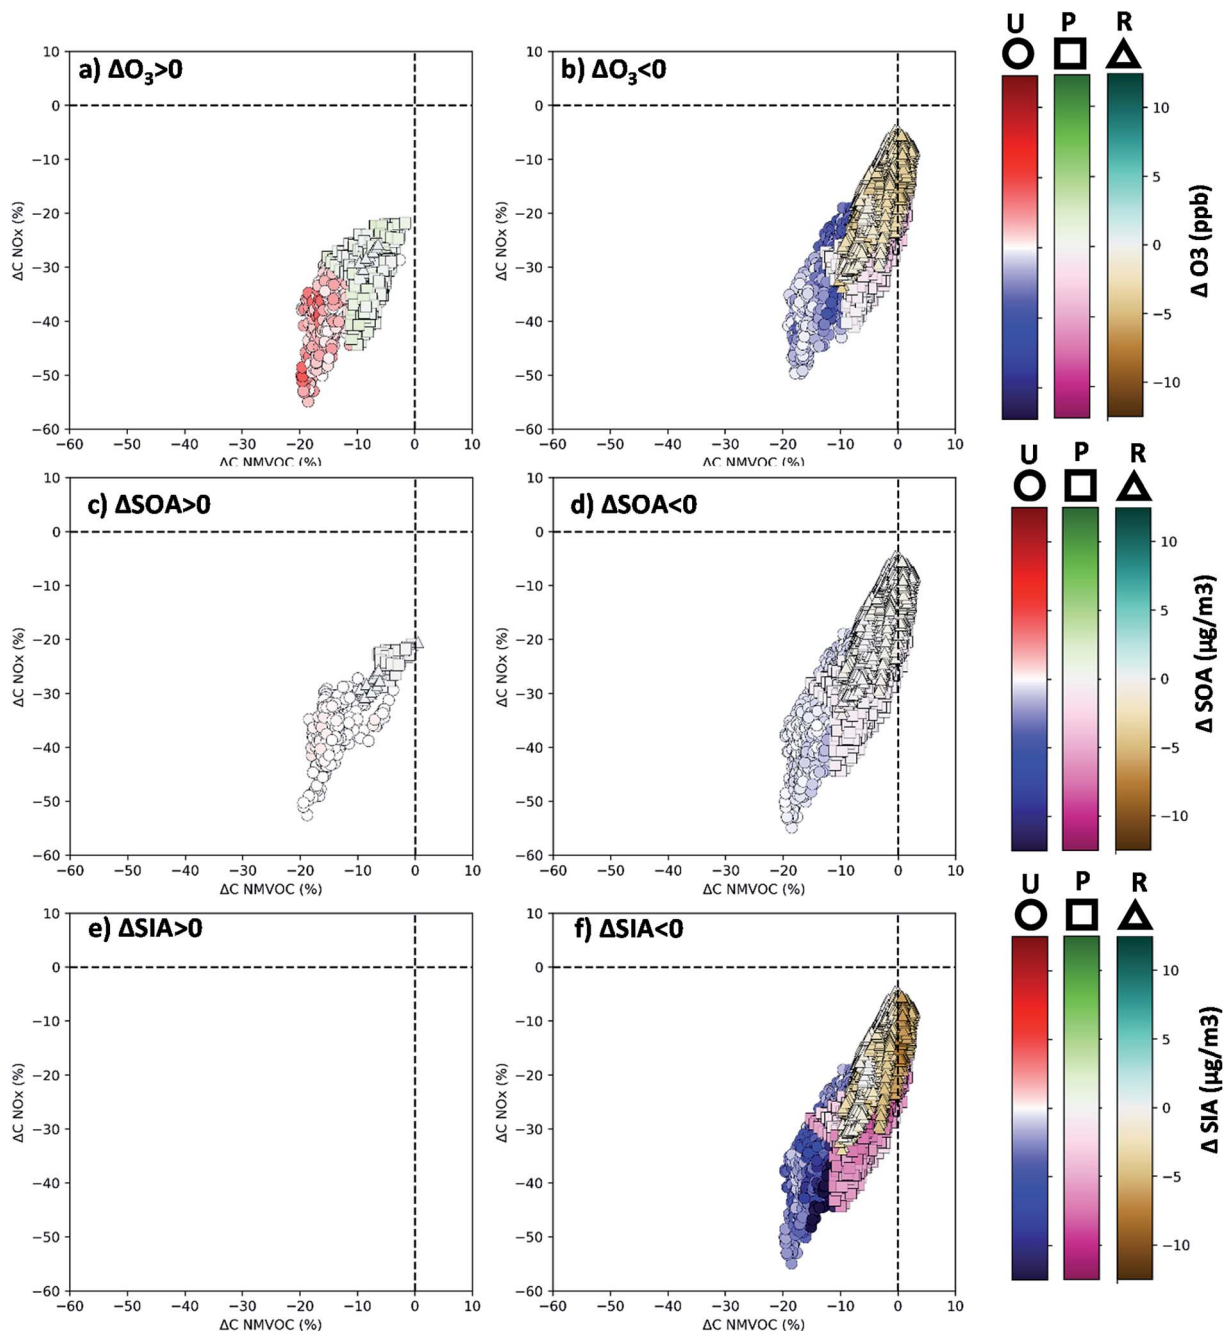 U P R
a) ΔO3>0
10
0
−10
−20
−30
−40
−50
−60
ΔC NOx (%)
−60 −50 −40 −30 −20 −10 0 10
ΔC NMVOC (%)
b) ΔO3<0
10
0
−10
−20
−30
−40
−50
−60
ΔC NOx (%)
−60 −50 −40 −30 −20 −10 0 10
ΔC NMVOC (%)
10
5
0
−5
−10
Δ O3 (ppb)
U P R
c) ΔSOA>0
10
0
−10
−20
−30
−40
−50
−60
ΔC NOx (%)
−60 −50 −40 −30 −20 −10 0 10
ΔC NMVOC (%)
d) ΔSOA<0
10
0
−10
−20
−30
−40
−50
−60
ΔC NOx (%)
−60 −50 −40 −30 −20 −10 0 10
ΔC NMVOC (%)
10
5
0
−5
−10
Δ SOA (μg/m3)
U P R
e) ΔSIA>0
10
0
−10
−20
−30
−40
−50
−60
ΔC NOx (%)
−60 −50 −40 −30 −20 −10 0 10
ΔC NMVOC (%)
f) ΔSIA<0
10
0
−10
−20
−30
−40
−50
−60
ΔC NOx (%)
−60 −50 −40 −30 −20 −10 0 10
ΔC NMVOC (%)
10
5
0
−5
−10
Δ SIA (μg/m3)